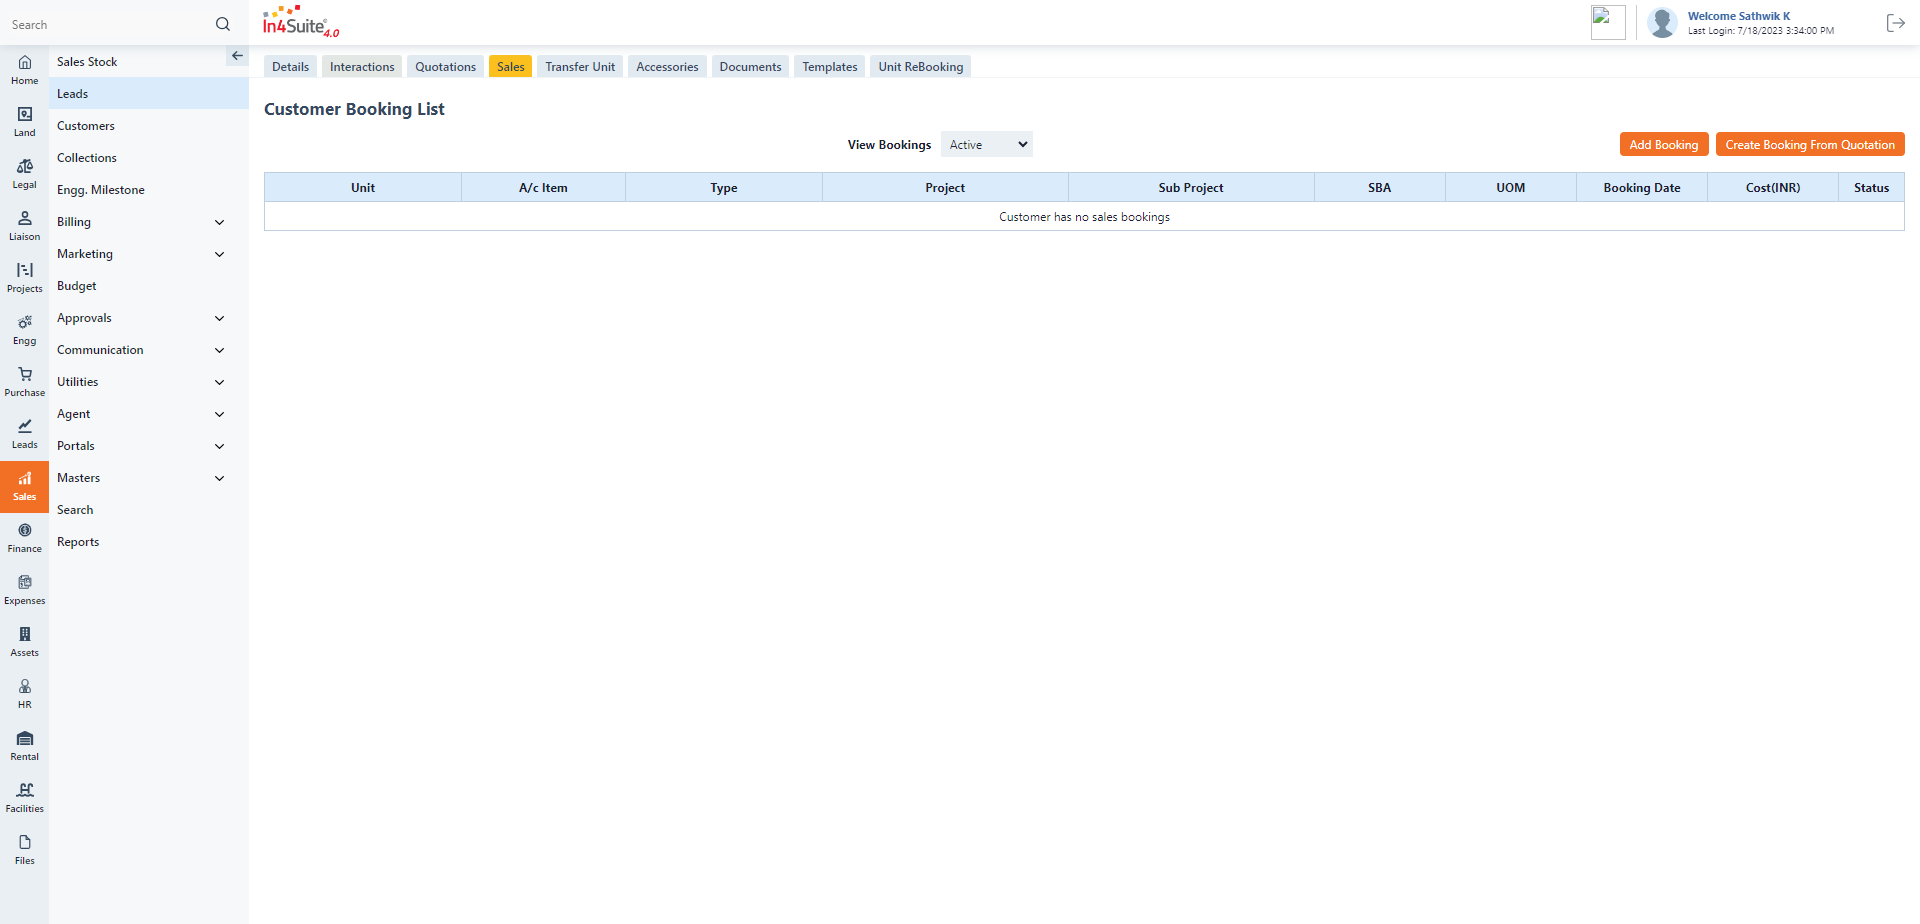 Search
In4Suite® 4.0
Welcome Sathwik K
Last Login: 7/18/2023 3:34:00 PM
Home
Land
Legal
Liaison
Projects
Engg
Purchase
Leads
Sales
Finance
Expenses
Assets
HR
Rental
Facilities
Files
Sales Stock
Leads
Customers
Collections
Engg. Milestone
Billing
Marketing
Budget
Approvals
Communication
Utilities
Agent
Portals
Masters
Search
Reports
Details Interactions Quotations Sales Transfer Unit Accessories Documents Templates Unit ReBooking
Customer Booking List
View Bookings Active Add Booking Create Booking From Quotation
Unit A/c Item Type Project Sub Project SBA UOM Booking Date Cost(INR) Status
Customer has no sales bookings